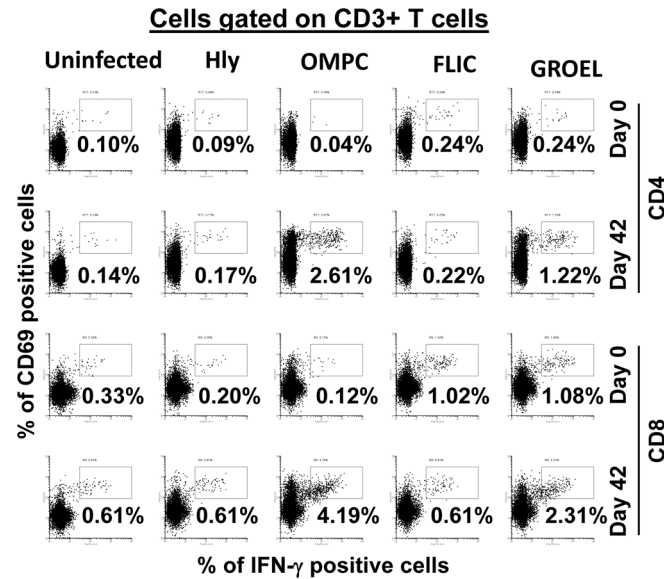 Cells gated on CD3+ T cells
Uninfected Hly OMPC FLIC GROEL
0.10% 0.09% 0.04% 0.24% 0.24%
Day 0
0.14% 0.17% 2.61% 0.22% 1.22%
Day 42
CD4
0.33% 0.20% 0.12% 1.02% 1.08%
Day 0
0.61% 0.61% 4.19% 0.61% 2.31%
Day 42
CD8
% of CD69 positive cells
% of IFN-γ positive cells